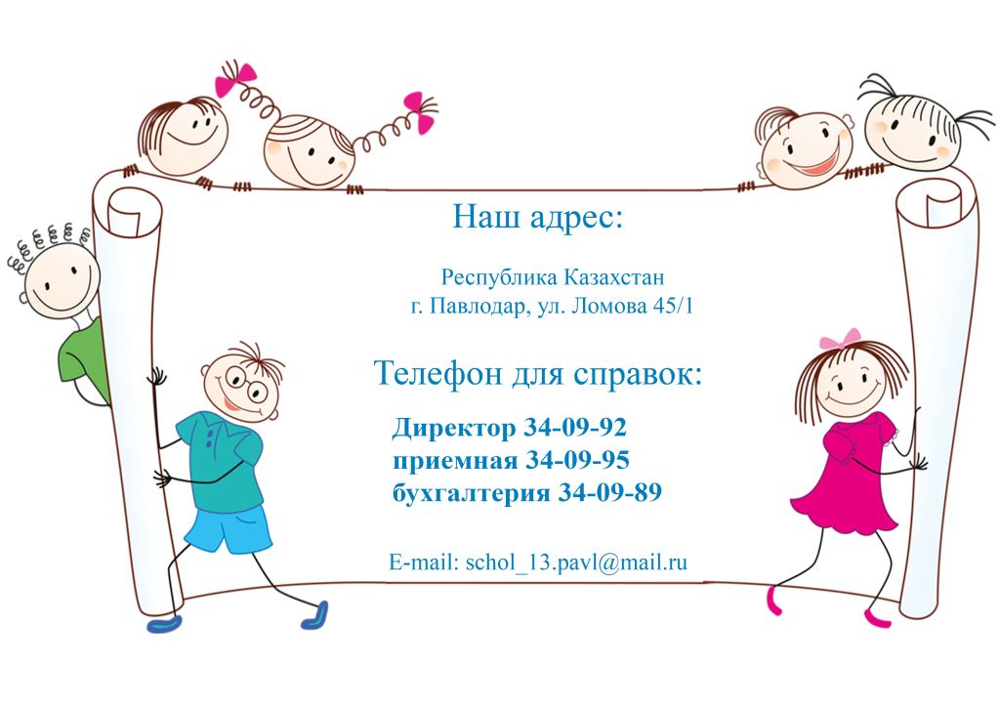 Наш адрес:
Республика Казахстан
г. Павлодар, ул. Ломова 45/1
Телефон для справок:
Директор 34-09-92
приемная 34-09-95
бухгалтерия 34-09-89
E-mail: schol_13.pavl@mail.ru